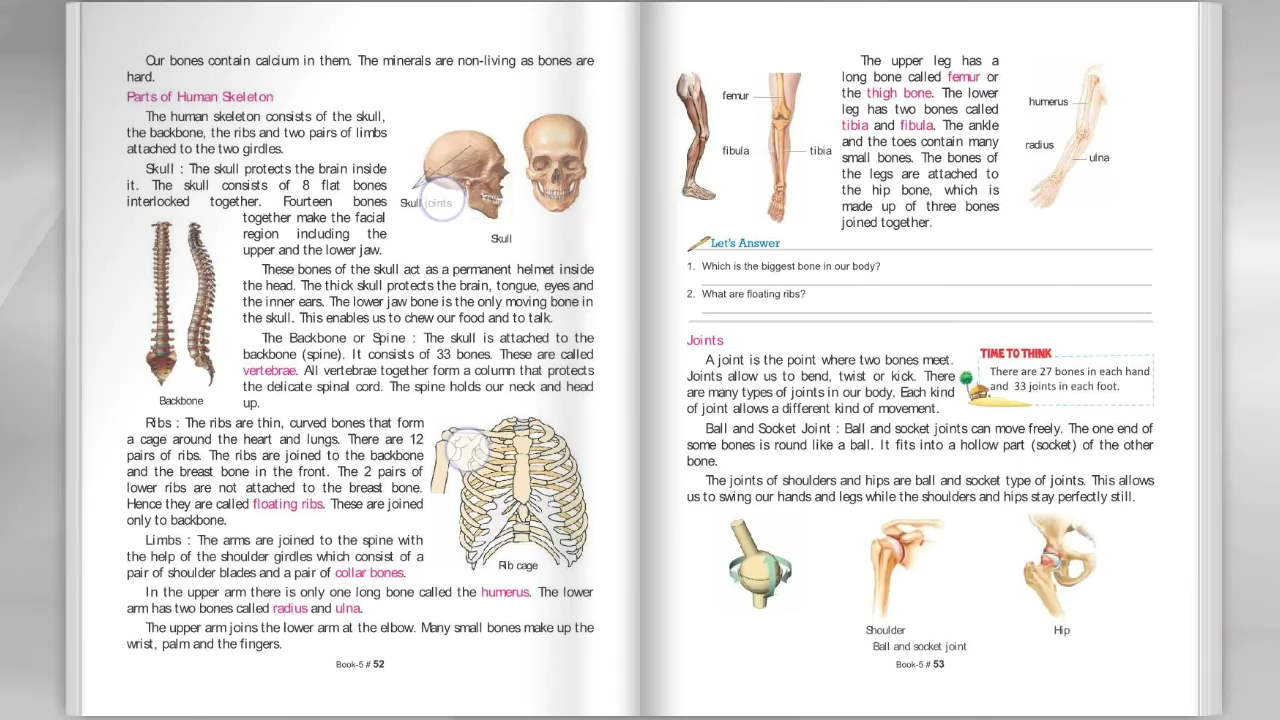 Our bones contain calcium in them. The minerals are non-living as bones are
hard.
Parts of Human Skeleton
The human skeleton consists of the skull,
the backbone, the ribs and two pairs of limbs
attached to the two girdles.
Skull : The skull protects the brain inside
it. The skull consists of 8 flat bones
interlocked together. Fourteen bones
together make the facial
region including the
upper and the lower jaw.
Skull joints
Skull
These bones of the skull act as a permanent helmet inside
the head. The thick skull protects the brain, tongue, eyes and
the inner ears. The lower jaw bone is the only moving bone in
the skull. This enables us to chew our food and to talk.
The Backbone or Spine : The skull is attached to the
backbone (spine). It consists of 33 bones. These are called
vertebrae. All vertebrae together form a column that protects
the delicate spinal cord. The spine holds our neck and head
up.
Backbone
Ribs : The ribs are thin, curved bones that form
a cage around the heart and lungs. There are 12
pairs of ribs. The ribs are joined to the backbone
and the breast bone in the front. The 2 pairs of
lower ribs are not attached to the breast bone.
Hence they are called floating ribs. These are joined
only to backbone.
Limbs : The arms are joined to the spine with
the help of the shoulder girdles which consist of a
pair of shoulder blades and a pair of collar bones.
Rib cage
In the upper arm there is only one long bone called the humerus. The lower
arm has two bones called radius and ulna.
The upper arm joins the lower arm at the elbow. Many small bones make up the
wrist, palm and the fingers.
Book-5 # 52
femur
fibula
tibia
The upper leg has a
long bone called femur or
the thigh bone. The lower
leg has two bones called
tibia and fibula. The ankle
and the toes contain many
small bones. The bones of
the legs are attached to
the hip bone, which is
made up of three bones
joined together.
humerus
radius
ulna
Let's Answer
1. Which is the biggest bone in our body?
2. What are floating ribs?
Joints
A joint is the point where two bones meet.
Joints allow us to bend, twist or kick. There
are many types of joints in our body. Each kind
of joint allows a different kind of movement.
TIME TO THINK
There are 27 bones in each hand
and 33 joints in each foot.
Ball and Socket Joint : Ball and socket joints can move freely. The one end of
some bones is round like a ball. It fits into a hollow part (socket) of the other
bone.
The joints of shoulders and hips are ball and socket type of joints. This allows
us to swing our hands and legs while the shoulders and hips stay perfectly still.
Shoulder
Hip
Ball and socket joint
Book-5 # 53